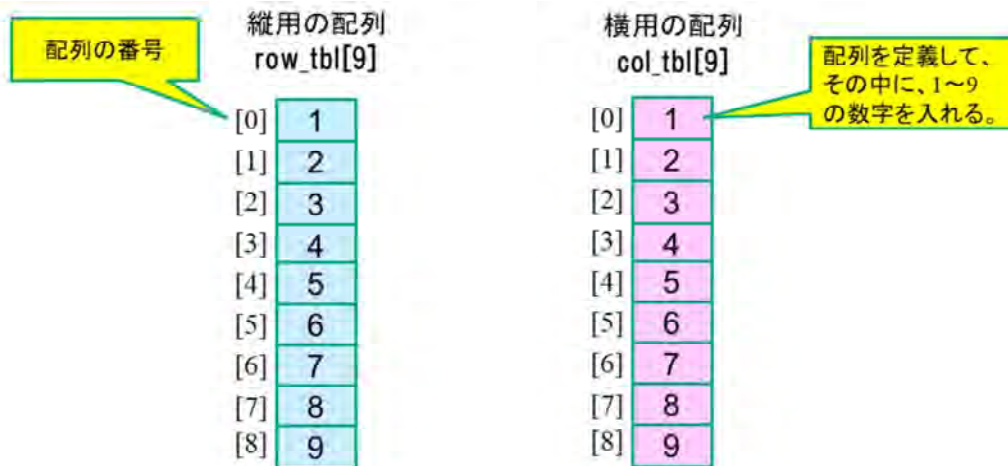 配列の番号
縦用の配列
row_tbl[9]
[0] 1
[1] 2
[2] 3
[3] 4
[4] 5
[5] 6
[6] 7
[7] 8
[8] 9
横用の配列
col_tbl[9]
[0] 1
[1] 2
[2] 3
[3] 4
[4] 5
[5] 6
[6] 7
[7] 8
[8] 9
配列を定義して、
その中に、1～9
の数字を入れる。